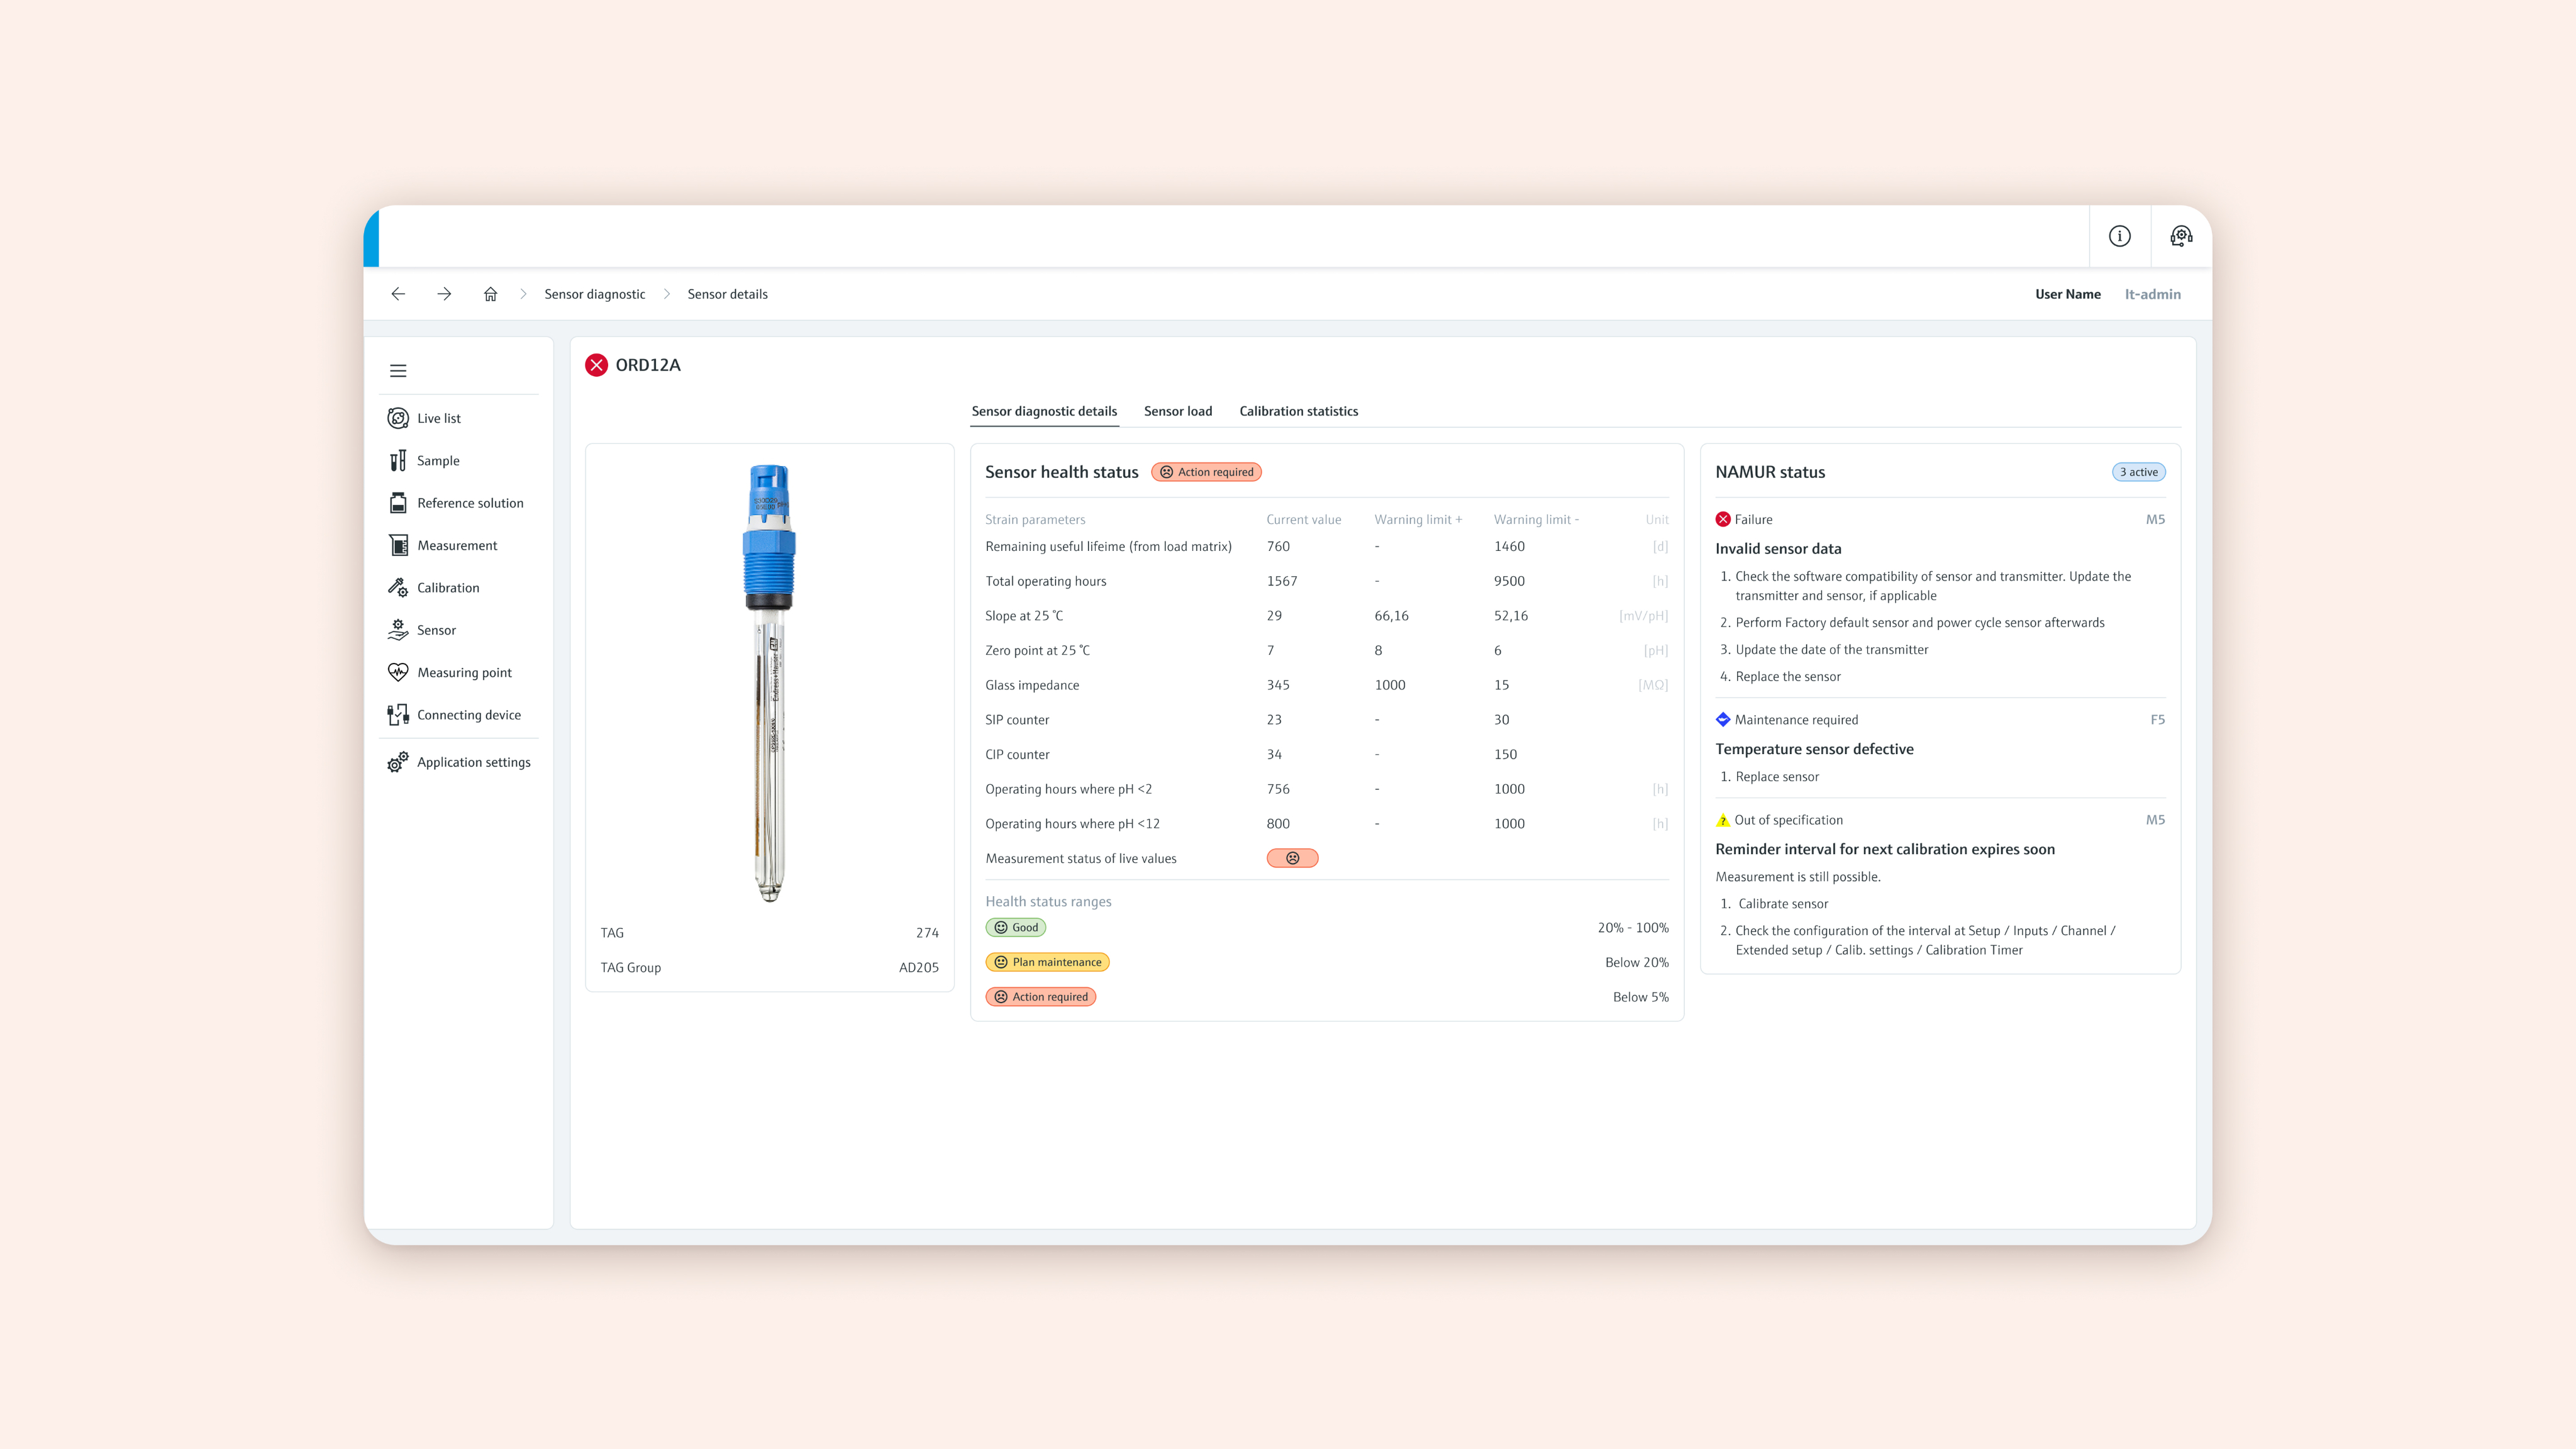 Sensor diagnostic Sensor details
User Name It-admin
ORD12A
Live list
Sample
Reference solution
Measurement
Calibration
Sensor
Measuring point
Connecting device
Application settings
Sensor diagnostic details Sensor load Calibration statistics
Endress+Hauser
TAG 274
TAG Group AD205
Sensor health status Action required
Strain parameters Current value Warning limit + Warning limit - Unit
Remaining useful lifeime (from load matrix) 760 - 1460 [d]
Total operating hours 1567 - 9500 [h]
Slope at 25 °C 29 66,16 52,16 [mV/pH]
Zero point at 25 °C 7 8 6 [pH]
Glass impedance 345 1000 15 [MΩ]
SIP counter 23 - 30
CIP counter 34 - 150
Operating hours where pH <2 756 - 1000 [h]
Operating hours where pH <12 800 - 1000 [h]
Measurement status of live values
Health status ranges
Good 20% - 100%
Plan maintenance Below 20%
Action required Below 5%
NAMUR status 3 active
Failure M5
Invalid sensor data
1. Check the software compatibility of sensor and transmitter. Update the
transmitter and sensor, if applicable
2. Perform Factory default sensor and power cycle sensor afterwards
3. Update the date of the transmitter
4. Replace the sensor
Maintenance required F5
Temperature sensor defective
1. Replace sensor
? Out of specification M5
Reminder interval for next calibration expires soon
Measurement is still possible.
1. Calibrate sensor
2. Check the configuration of the interval at Setup / Inputs / Channel /
Extended setup / Calib. settings / Calibration Timer